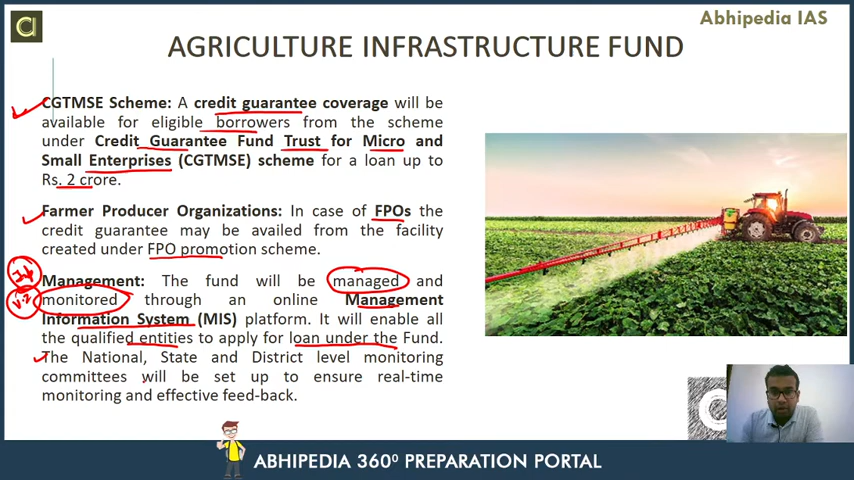 Abhipedia IAS
AGRICULTURE INFRASTRUCTURE FUND
CGTMSE Scheme: A credit guarantee coverage will be
available for eligible borrowers from the scheme
under Credit Guarantee Fund Trust for Micro and
Small Enterprises (CGTMSE) scheme for a loan up to
Rs. 2 crore.
Farmer Producer Organizations: In case of FPOs the
credit guarantee may be availed from the facility
created under FPO promotion scheme.
Management: The fund will be managed and
monitored through an online Management
Information System (MIS) platform. It will enable all
the qualified entities to apply for loan under the Fund.
The National, State and District level monitoring
committees will be set up to ensure real-time
monitoring and effective feed-back.
ABHIPEDIA 360⁰ PREPARATION PORTAL